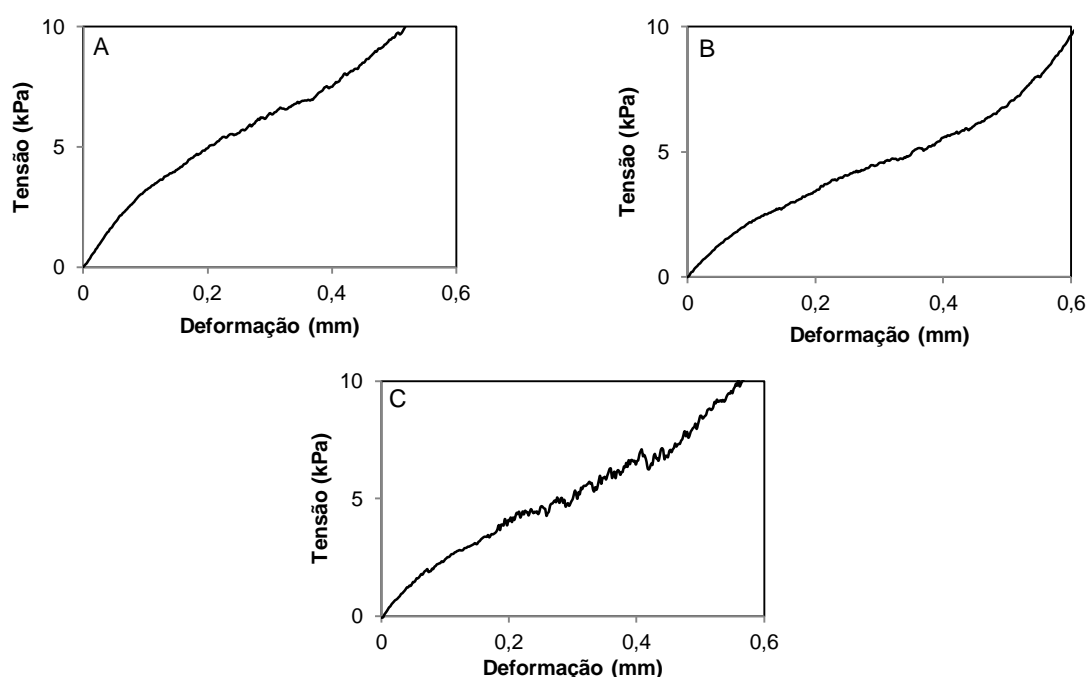 A
Tensão (kPa)
10
5
0
0 0,2 0,4 0,6
Deformação (mm)
B
Tensão (kPa)
10
5
0
0 0,2 0,4 0,6
Deformação (mm)
C
Tensão (kPa)
10
5
0
0 0,2 0,4 0,6
Deformação (mm)